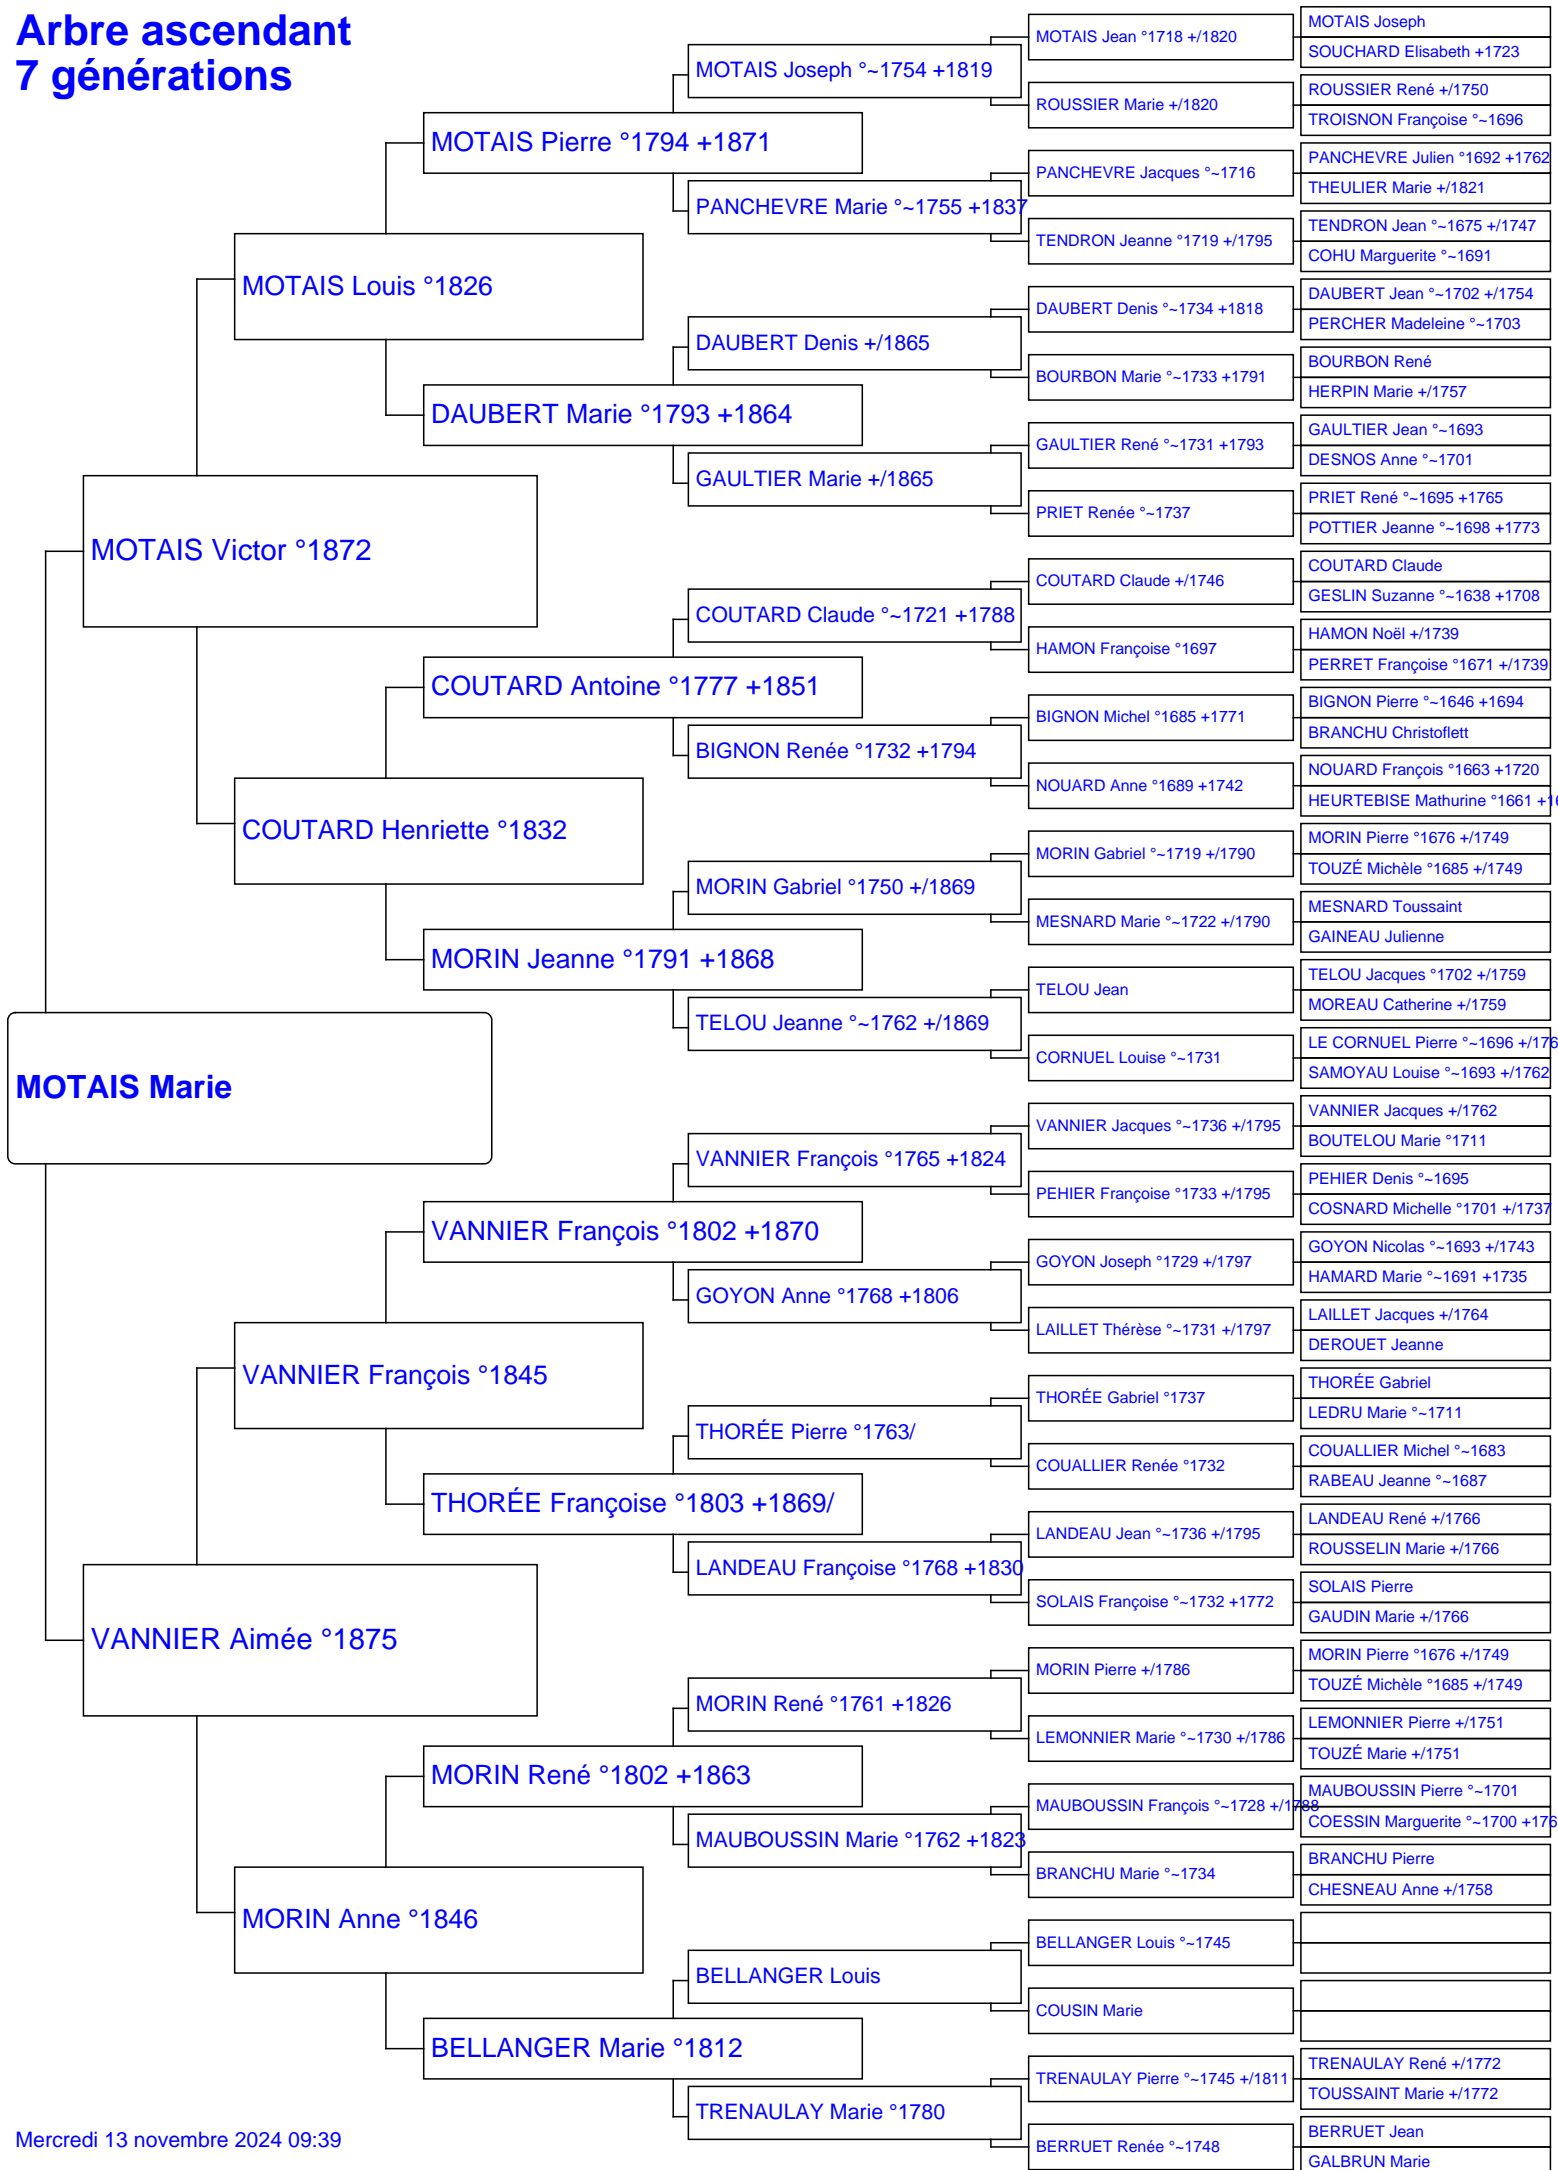 Arbre ascendant
7 générations
MOTAIS Marie
MOTAIS Victor °1872
VANNIER Aimée °1875
MOTAIS Louis °1826
COUTARD Henriette °1832
VANNIER François °1845
MORIN Anne °1846
MOTAIS Pierre °1794 +1871
DAUBERT Marie °1793 +1864
COUTARD Antoine °1777 +1851
MORIN Jeanne °1791 +1868
VANNIER François °1802 +1870
THORÉE Françoise °1803 +1869/
MORIN René °1802 +1863
BELLANGER Marie °1812
MOTAIS Joseph °~1754 +1819
PANCHEVRE Marie °~1755 +1837
DAUBERT Denis +/1865
GAULTIER Marie +/1865
COUTARD Claude °~1721 +1788
BIGNON Renée °1732 +1794
MORIN Gabriel °1750 +/1869
TELOU Jeanne °~1762 +/1869
VANNIER François °1765 +1824
GOYON Anne °1768 +1806
THORÉE Pierre °1763/
LANDEAU Françoise °1768 +1830
MORIN René °1761 +1826
MAUBOUSSIN Marie °1762 +1823
BELLANGER Louis
TRENAULAY Marie °1780
MOTAIS Jean °1718 +/1820
ROUSSIER Marie +/1820
PANCHEVRE Jacques °~1716
TENDRON Jeanne °1719 +/1795
DAUBERT Denis °~1734 +1818
BOURBON Marie °~1733 +1791
GAULTIER René °~1731 +1793
PRIET Renée °~1737
COUTARD Claude +/1746
HAMON Françoise °1697
BIGNON Michel °1685 +1771
NOUARD Anne °1689 +1742
MORIN Gabriel °~1719 +/1790
MESNARD Marie °~1722 +/1790
TELOU Jean
CORNUEL Louise °~1731
VANNIER Jacques °~1736 +/1795
PEHIER Françoise °1733 +/1795
GOYON Joseph °1729 +/1797
LAILLET Thérèse °~1731 +/1797
THORÉE Gabriel °1737
COUALLIER Renée °1732
LANDEAU Jean °~1736 +/1795
SOLAIS Françoise °~1732 +1772
MORIN Pierre +/1786
LEMONNIER Marie °~1730 +/1786
MAUBOUSSIN François °~1728 +/1788
BRANCHU Marie °~1734
BELLANGER Louis °~1745
COUSIN Marie
TRENAULAY Pierre °~1745 +/1811
BERRUET Renée °~1748
MOTAIS Joseph
SOUCHARD Elisabeth +1723
ROUSSIER René +/1750
TROISNON Françoise °~1696
PANCHEVRE Julien °1692 +1762
THEULIER Marie +/1821
TENDRON Jean °~1675 +/1747
COHU Marguerite °~1691
DAUBERT Jean °~1702 +/1754
PERCHER Madeleine °~1703
BOURBON René
HERPIN Marie +/1757
GAULTIER Jean °~1693
DESNOS Anne °~1701
PRIET René °~1695 +1765
POTTIER Jeanne °~1698 +1773
COUTARD Claude
GESLIN Suzanne °~1638 +1708
HAMON Noël +/1739
PERRET Françoise °1671 +/1739
BIGNON Pierre °~1646 +1694
BRANCHU Christoflett
NOUARD François °1663 +1720
HEURTEBISE Mathurine °1661 +16
MORIN Pierre °1676 +/1749
TOUZÉ Michèle °1685 +/1749
MESNARD Toussaint
GAINEAU Julienne
TELOU Jacques °1702 +/1759
MOREAU Catherine +/1759
LE CORNUEL Pierre °~1696 +/176
SAMOYAU Louise °~1693 +/1762
VANNIER Jacques +/1762
BOUTELOU Marie °1711
PEHIER Denis °~1695
COSNARD Michelle °1701 +/1737
GOYON Nicolas °~1693 +/1743
HAMARD Marie °~1691 +1735
LAILLET Jacques +/1764
DEROUET Jeanne
THORÉE Gabriel
LEDRU Marie °~1711
COUALLIER Michel °~1683
RABEAU Jeanne °~1687
LANDEAU René +/1766
ROUSSELIN Marie +/1766
SOLAIS Pierre
GAUDIN Marie +/1766
MORIN Pierre °1676 +/1749
TOUZÉ Michèle °1685 +/1749
LEMONNIER Pierre +/1751
TOUZÉ Marie +/1751
MAUBOUSSIN Pierre °~1701
COESSIN Marguerite °~1700 +176
BRANCHU Pierre
CHESNEAU Anne +/1758
TRENAULAY René +/1772
TOUSSAINT Marie +/1772
BERRUET Jean
GALBRUN Marie
Mercredi 13 novembre 2024 09:39